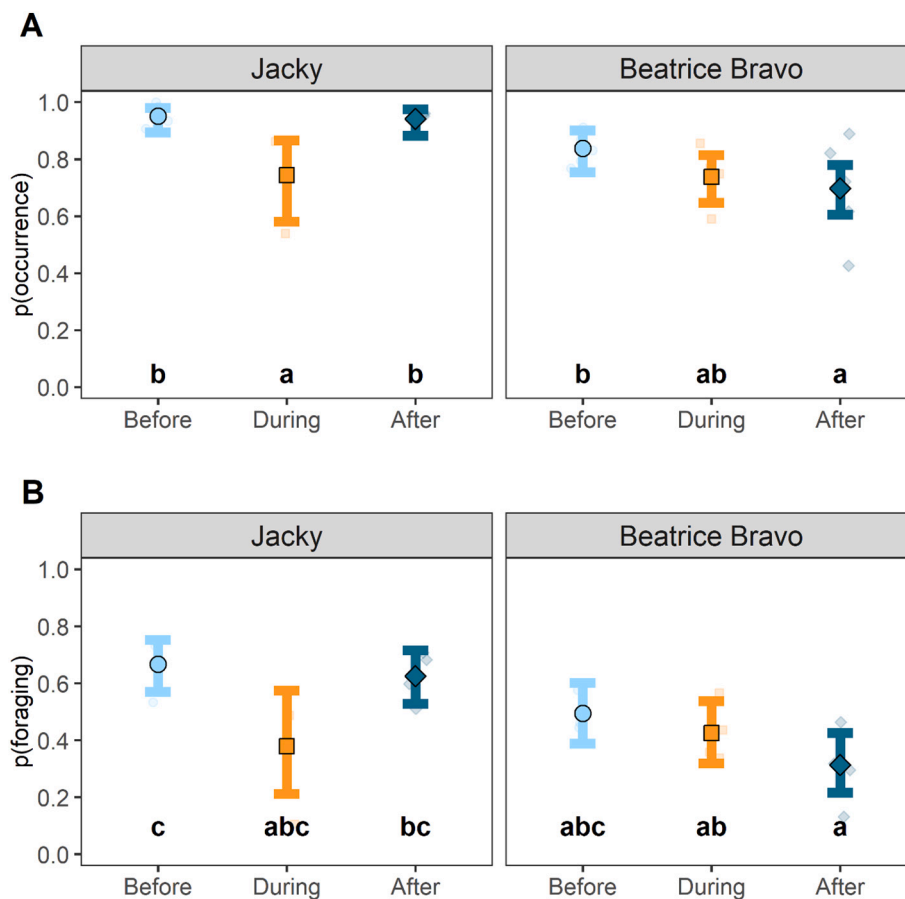 A
Jacky Beatrice Bravo
p(occurrence)
1.0
0.8
0.6
0.4
0.2
0.0
b a b b ab a
Before During After Before During After
B
Jacky Beatrice Bravo
p(foraging)
1.0
0.8
0.6
0.4
0.2
0.0
c abc bc abc ab a
Before During After Before During After